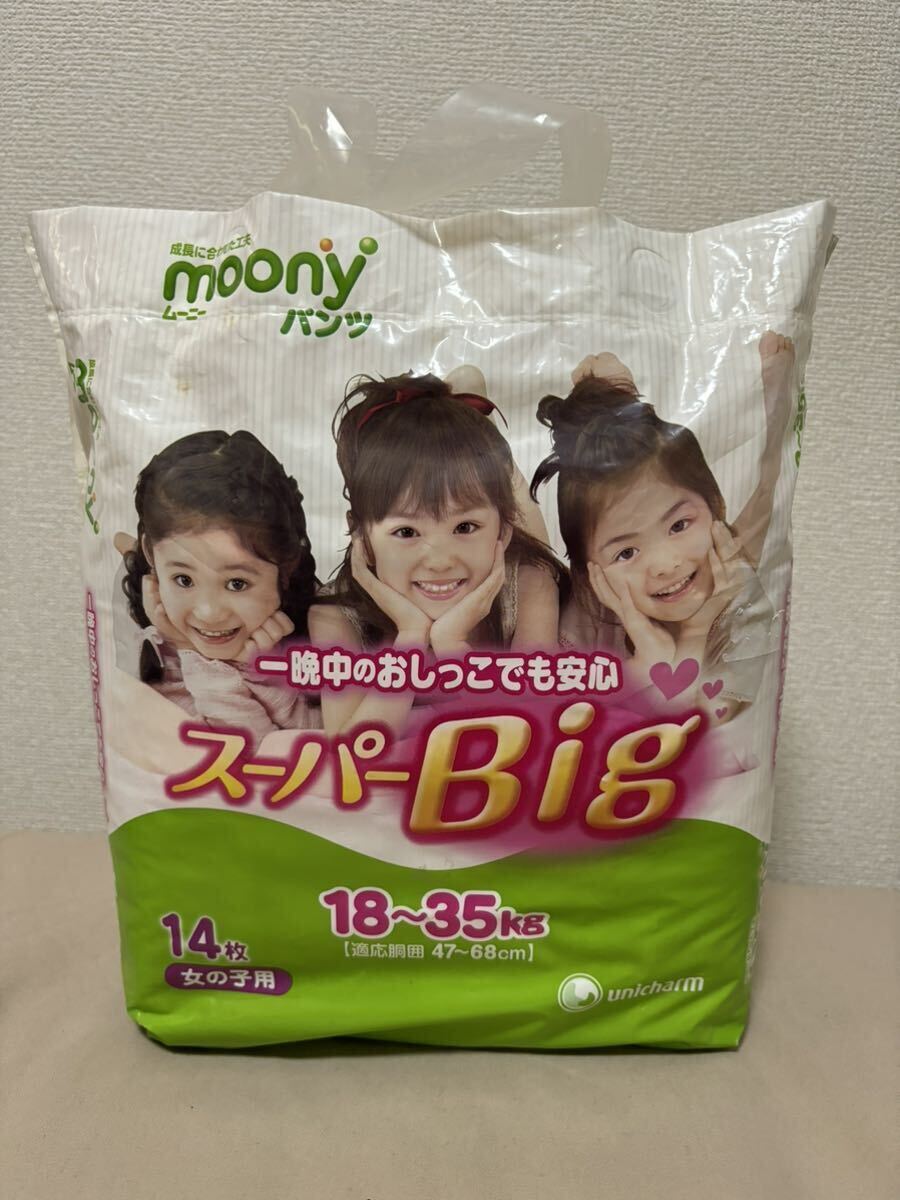 成長に合わせた工夫
moony
ムーニー
パンツ
一晩中のおしっこでも安心
スーパーBig
18～35kg
【適応胴囲 47～68cm】
14枚
女の子用
unicharm